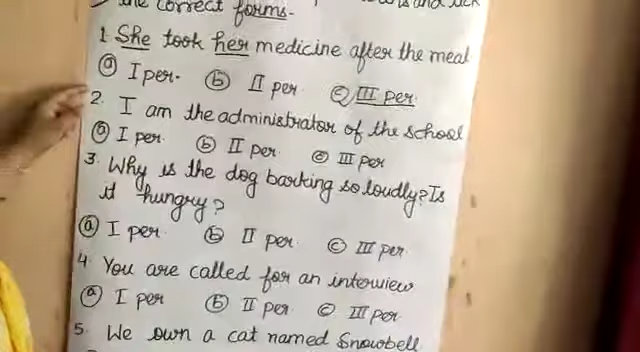 the correct forms.
1. She took her medicine after the meal
ⓐ I per. ⓑ II per ⓒ III per.
2. I am the administrator of the school
ⓐ I per. ⓑ II per ⓒ III per
3. Why is the dog barking so loudly? Is
it hungry?
ⓐ I per ⓑ II per ⓒ III per
4. You are called for an interview
ⓐ I per ⓑ II per ⓒ III per
5. We own a cat named Snowbell